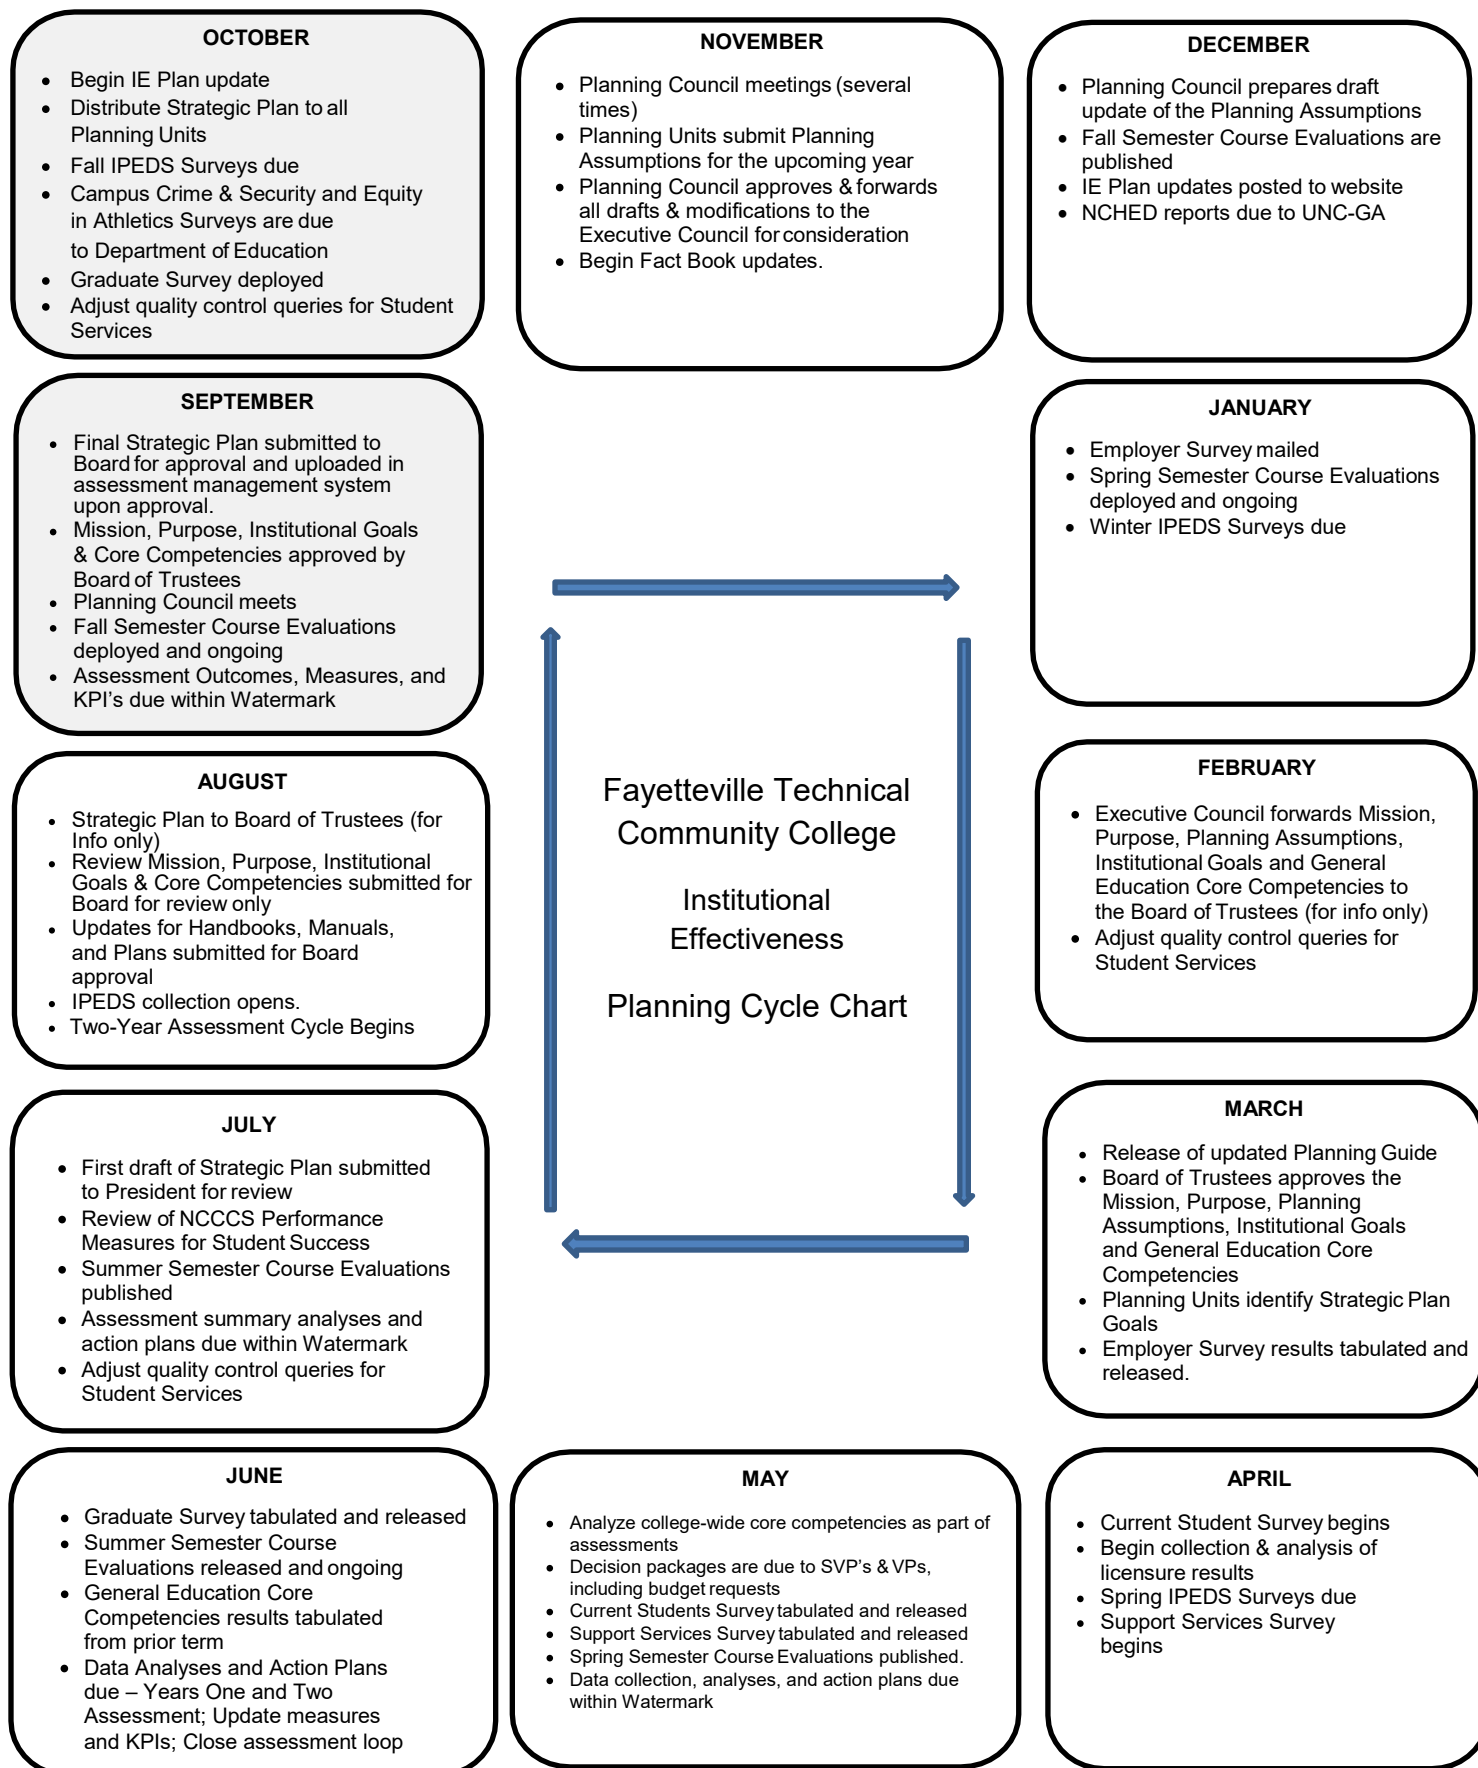 OCTOBER
• Begin IE Plan update
• Distribute Strategic Plan to all
Planning Units
• Fall IPEDS Surveys due
• Campus Crime & Security and Equity
in Athletics Surveys are due
to Department of Education
• Graduate Survey deployed
• Adjust quality control queries for Student
Services
NOVEMBER
• Planning Council meetings (several
times)
• Planning Units submit Planning
Assumptions for the upcoming year
• Planning Council approves & forwards
all drafts & modifications to the
Executive Council for consideration
• Begin Fact Book updates.
DECEMBER
• Planning Council prepares draft
update of the Planning Assumptions
• Fall Semester Course Evaluations are
published
• IE Plan updates posted to website
• NCHED reports due to UNC-GA
SEPTEMBER
• Final Strategic Plan submitted to
Board for approval and uploaded in
assessment management system
upon approval.
• Mission, Purpose, Institutional Goals
& Core Competencies approved by
Board of Trustees
• Planning Council meets
• Fall Semester Course Evaluations
deployed and ongoing
• Assessment Outcomes, Measures, and
KPI's due within Watermark
JANUARY
• Employer Survey mailed
• Spring Semester Course Evaluations
deployed and ongoing
• Winter IPEDS Surveys due
AUGUST
• Strategic Plan to Board of Trustees (for
Info only)
• Review Mission, Purpose, Institutional
Goals & Core Competencies submitted for
Board for review only
• Updates for Handbooks, Manuals,
and Plans submitted for Board
approval
• IPEDS collection opens.
• Two-Year Assessment Cycle Begins
Fayetteville Technical
Community College
Institutional
Effectiveness
Planning Cycle Chart
FEBRUARY
• Executive Council forwards Mission,
Purpose, Planning Assumptions,
Institutional Goals and General
Education Core Competencies to
the Board of Trustees (for info only)
• Adjust quality control queries for
Student Services
JULY
• First draft of Strategic Plan submitted
to President for review
• Review of NCCCS Performance
Measures for Student Success
• Summer Semester Course Evaluations
published
• Assessment summary analyses and
action plans due within Watermark
• Adjust quality control queries for
Student Services
MARCH
• Release of updated Planning Guide
• Board of Trustees approves the
Mission, Purpose, Planning
Assumptions, Institutional Goals
and General Education Core
Competencies
• Planning Units identify Strategic Plan
Goals
• Employer Survey results tabulated and
released.
JUNE
• Graduate Survey tabulated and released
• Summer Semester Course
Evaluations released and ongoing
• General Education Core
Competencies results tabulated
from prior term
• Data Analyses and Action Plans
due – Years One and Two
Assessment; Update measures
and KPIs; Close assessment loop
MAY
• Analyze college-wide core competencies as part of
assessments
• Decision packages are due to SVP's & VPs,
including budget requests
• Current Students Survey tabulated and released
• Support Services Survey tabulated and released
• Spring Semester Course Evaluations published.
• Data collection, analyses, and action plans due
within Watermark
APRIL
• Current Student Survey begins
• Begin collection & analysis of
licensure results
• Spring IPEDS Surveys due
• Support Services Survey
begins